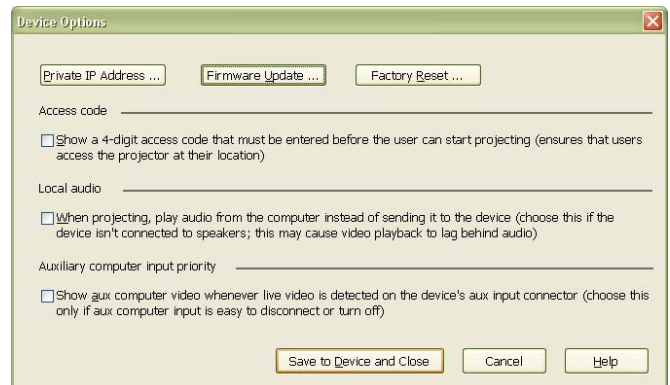 Device Options
Private IP Address ... Firmware Update ... Factory Reset ...
Access code
Show a 4-digit access code that must be entered before the user can start projecting (ensures that users
access the projector at their location)
Local audio
When projecting, play audio from the computer instead of sending it to the device (choose this if the
device isn't connected to speakers; this may cause video playback to lag behind audio)
Auxiliary computer input priority
Show aux computer video whenever live video is detected on the device's aux input connector (choose this
only if aux computer input is easy to disconnect or turn off)
Save to Device and Close Cancel Help